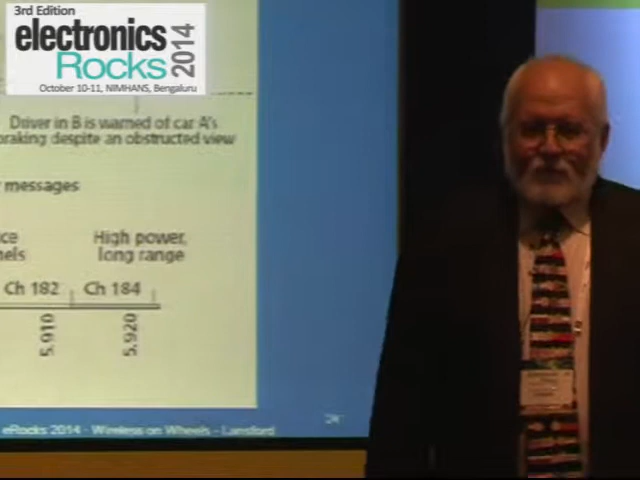 3rd Edition
electronics
Rocks 2014
October 10-11, NIMHANS, Bengaluru
Driver in B is warned of car A's
braking despite an obstructed view
messages
High power,
long range
Ch 182
Ch 184
5.910
5.920
eRocks 2014 - Wireless on Wheels - Lansford
24